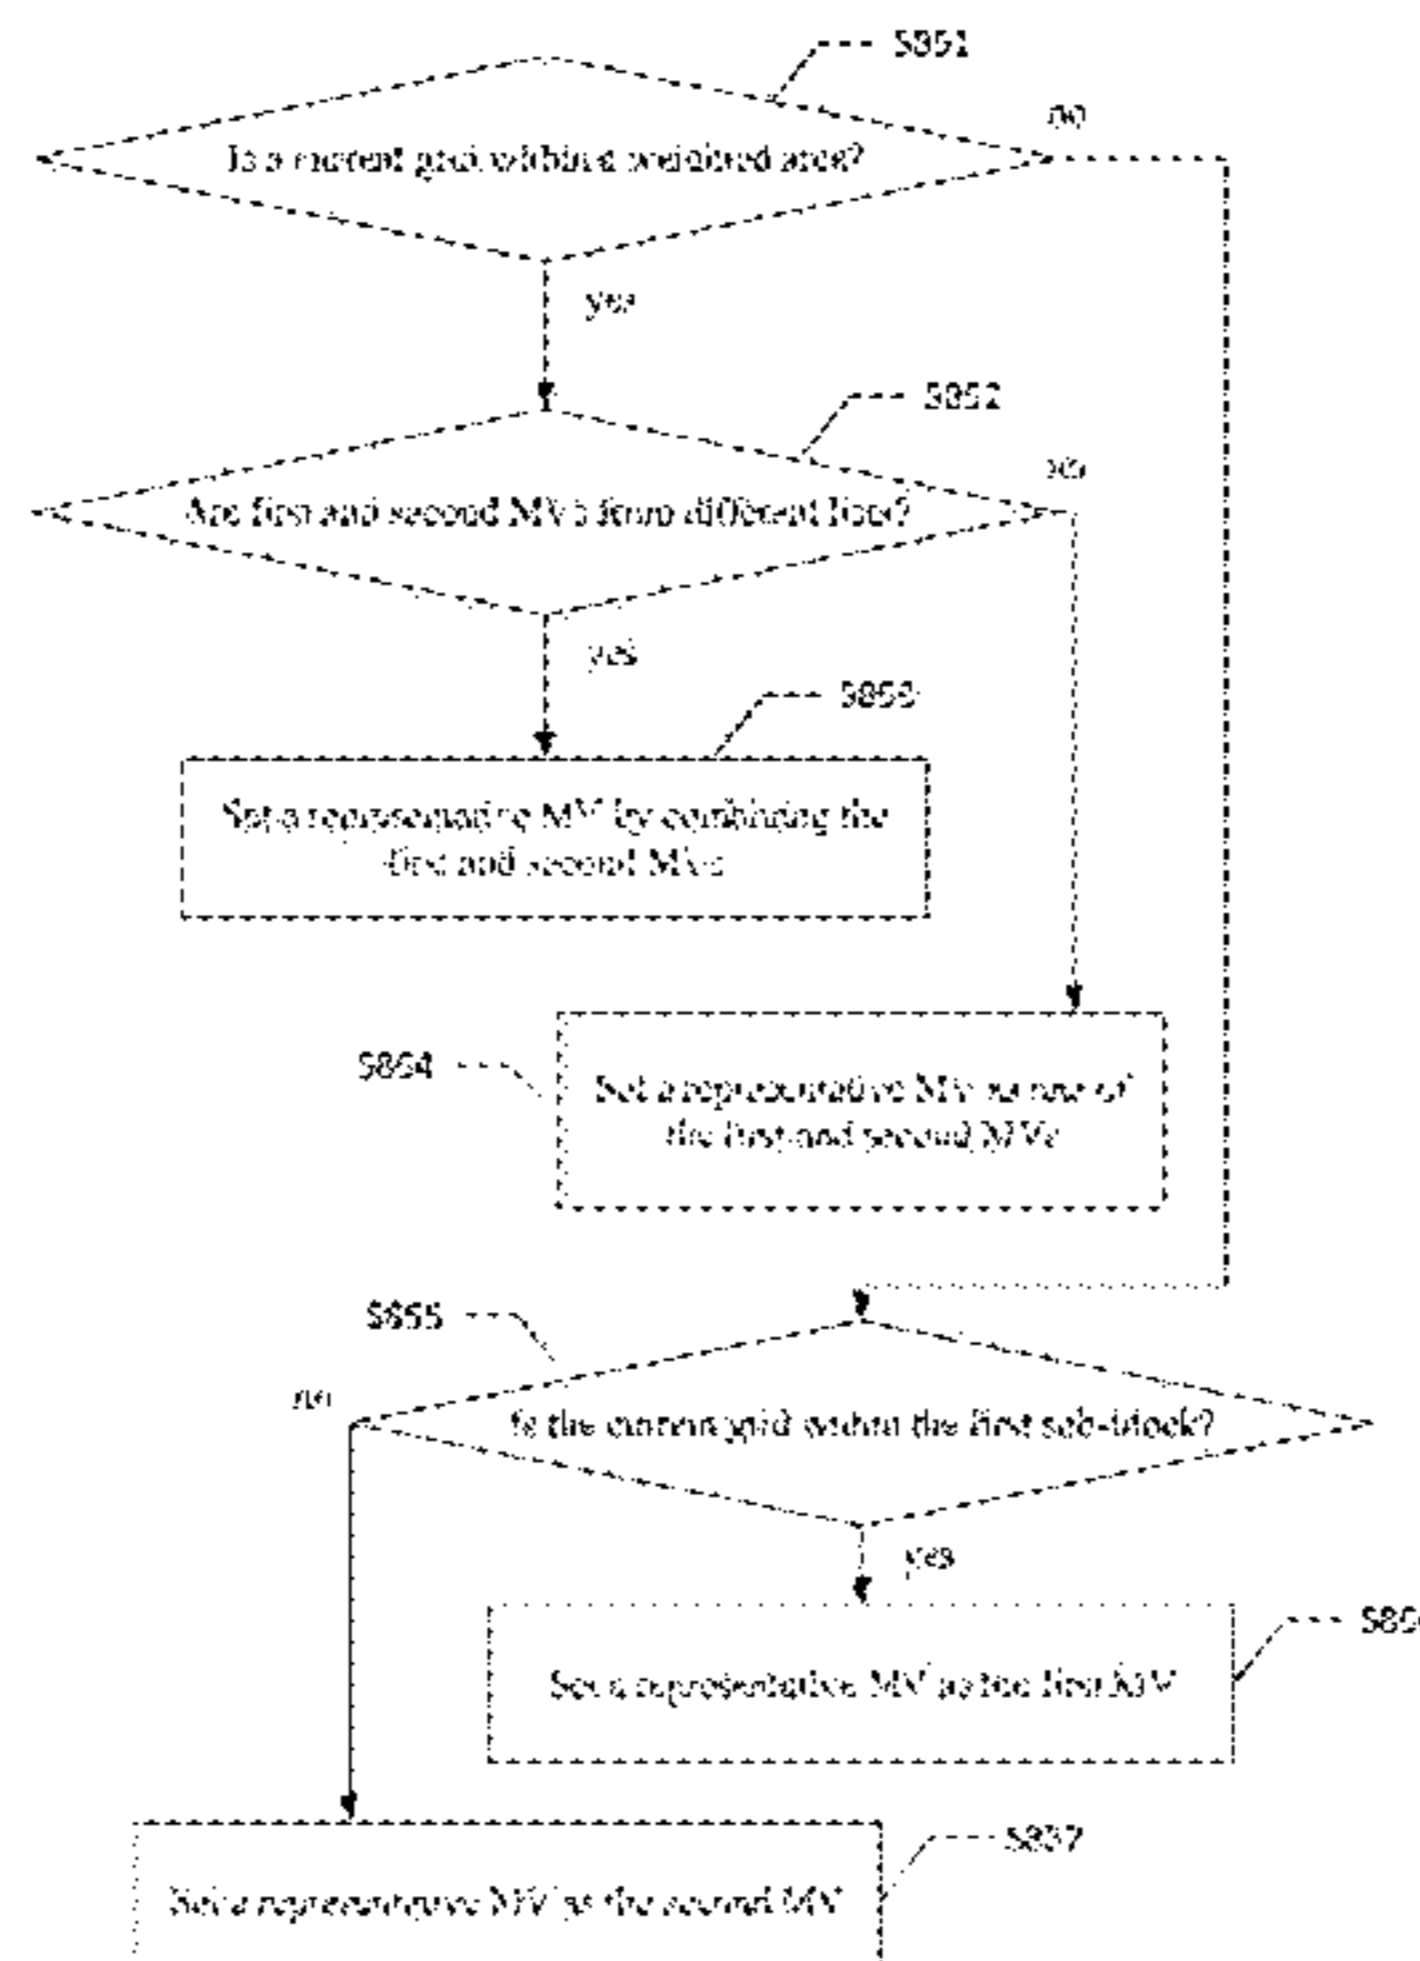 S851
no
Is a current grid within a weighted area?
yes
S852
no
Are first and second MVs from different lists?
yes
S853
Set a representative MV by combining the
first and second MVs
S854
Set a representative MV as one of
the first and second MVs
S855
no
Is the current grid within the first sub-block?
yes
S85
Set a representative MV as the first MV
S857
Set a representative MV as the second MV